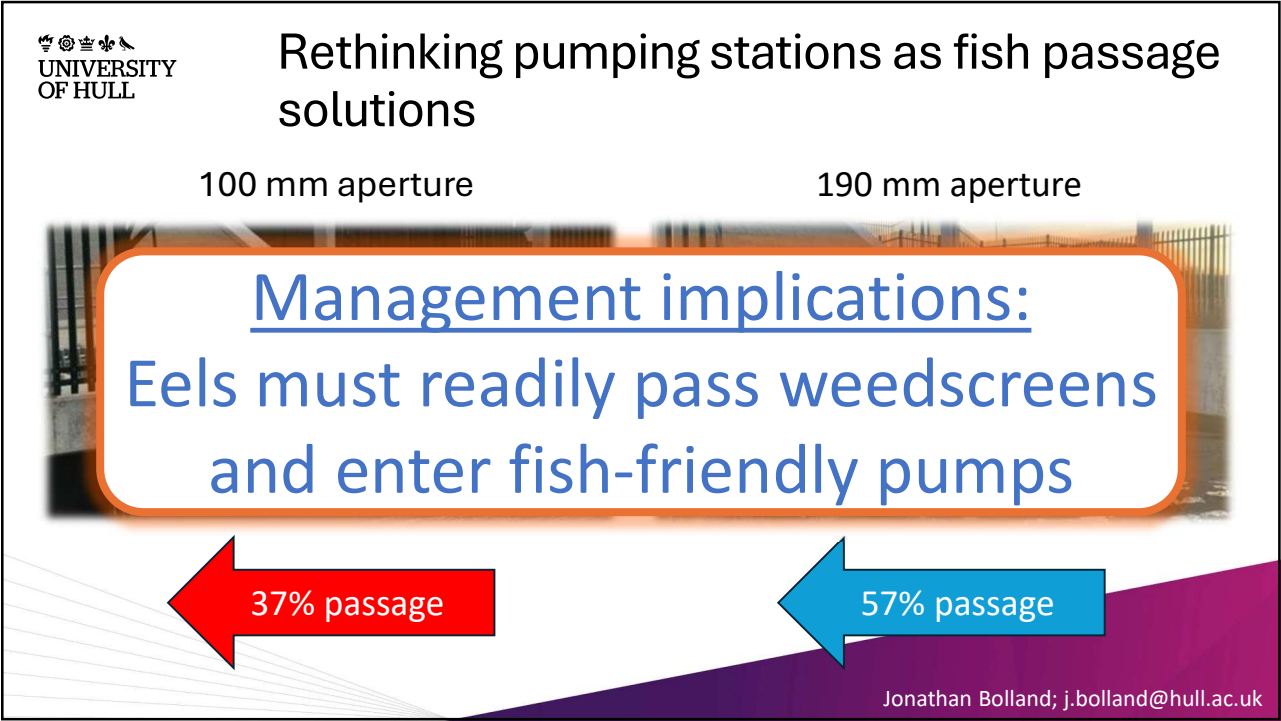 UNIVERSITY
OF HULL
Rethinking pumping stations as fish passage
solutions
100 mm aperture
190 mm aperture
Management implications:
Eels must readily pass weedscreens
and enter fish-friendly pumps
37% passage
57% passage
Jonathan Bolland; j.bolland@hull.ac.uk